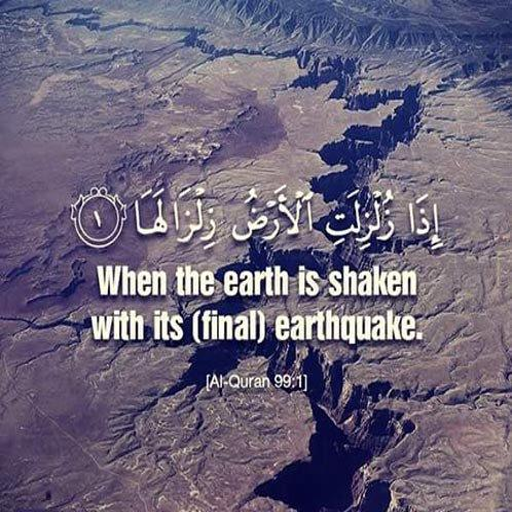 إِذَا زُلْزِلَتِ ٱلْأَرْضُ زِلْزَالَهَا ١
When the earth is shaken
with its (final) earthquake.
[Al-Quran 99:1]